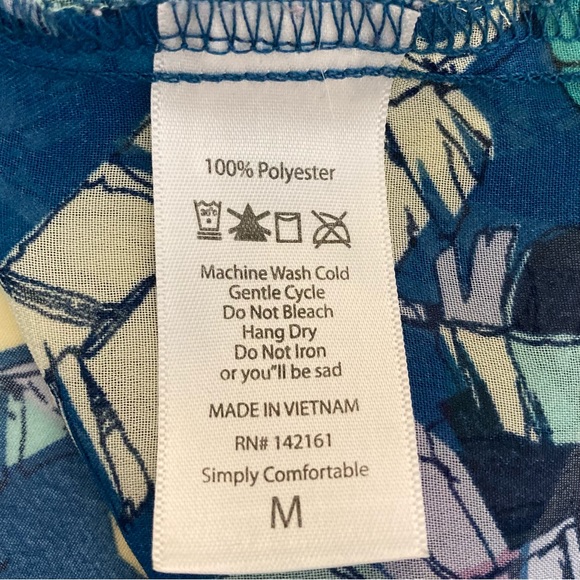 100% Polyester
30°c
Machine Wash Cold
Gentle Cycle
Do Not Bleach
Hang Dry
Do Not Iron
or you"ll be sad
MADE IN VIETNAM
RN# 142161
Simply Comfortable
M